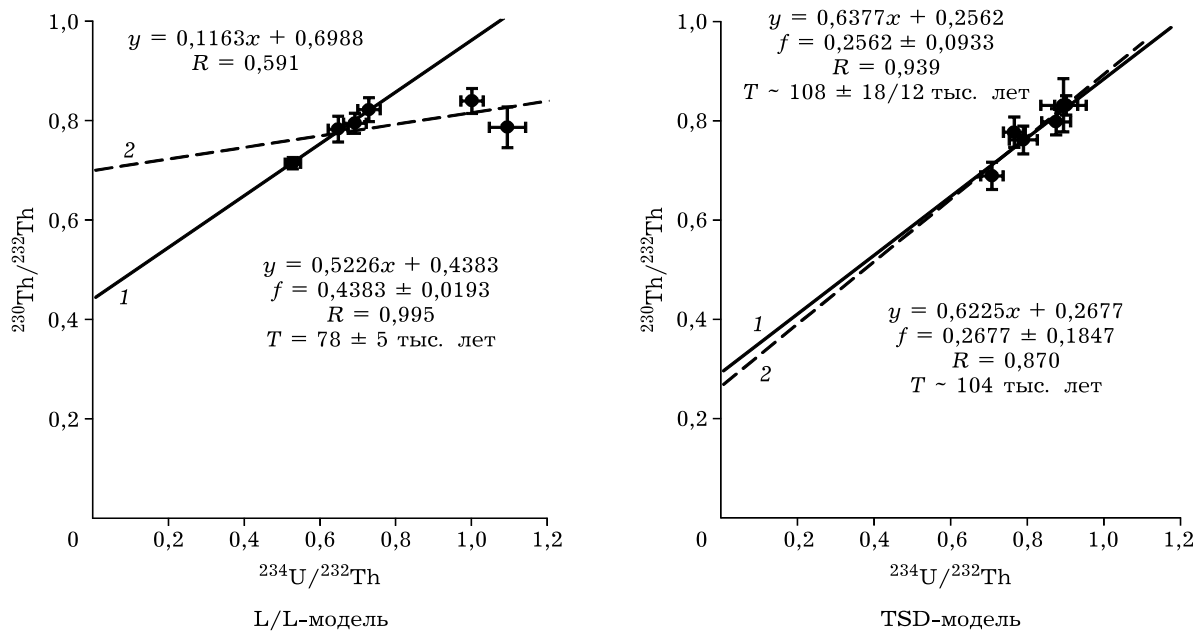 1,0
0,8
0,6
0,4
0,2
0
0,2
0,4
0,6
0,8
1,0
1,2
²³⁰Th/²³²Th
²³⁴U/²³²Th
y = 0,1163x + 0,6988
R = 0,591
2
1
y = 0,5226x + 0,4383
f = 0,4383 ± 0,0193
R = 0,995
T = 78 ± 5 тыс. лет
L/L-модель
1,0
0,8
0,6
0,4
0,2
0
0,2
0,4
0,6
0,8
1,0
1,2
²³⁰Th/²³²Th
²³⁴U/²³²Th
y = 0,6377x + 0,2562
f = 0,2562 ± 0,0933
R = 0,939
T ~ 108 ± 18/12 тыс. лет
1
2
y = 0,6225x + 0,2677
f = 0,2677 ± 0,1847
R = 0,870
T ~ 104 тыс. лет
TSD-модель